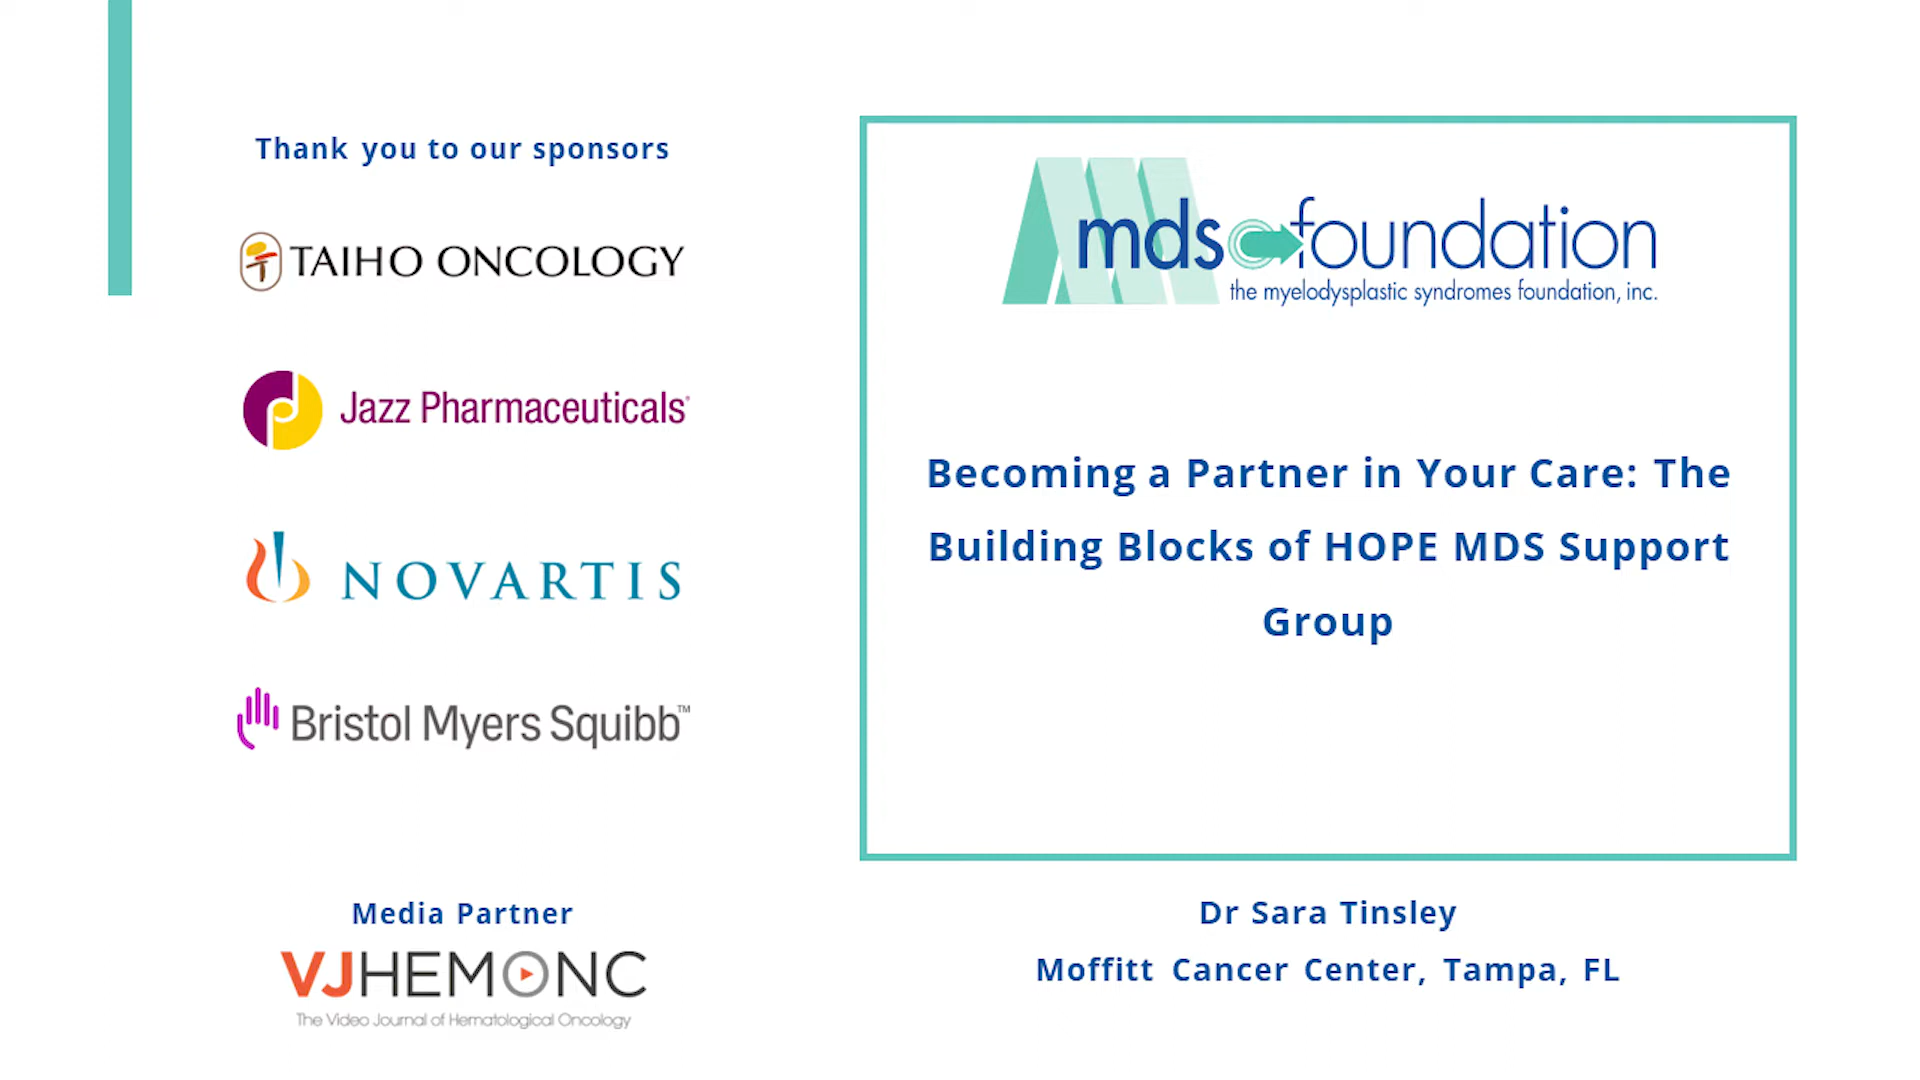 Thank you to our sponsors
TAIHO ONCOLOGY
Jazz Pharmaceuticals®
NOVARTIS
Bristol Myers Squibb™
Media Partner
VJHEMONC
The Video Journal of Hematological Oncology
mds foundation
the myelodysplastic syndromes foundation, inc.
Becoming a Partner in Your Care: The
Building Blocks of HOPE MDS Support
Group
Dr Sara Tinsley
Moffitt Cancer Center, Tampa, FL